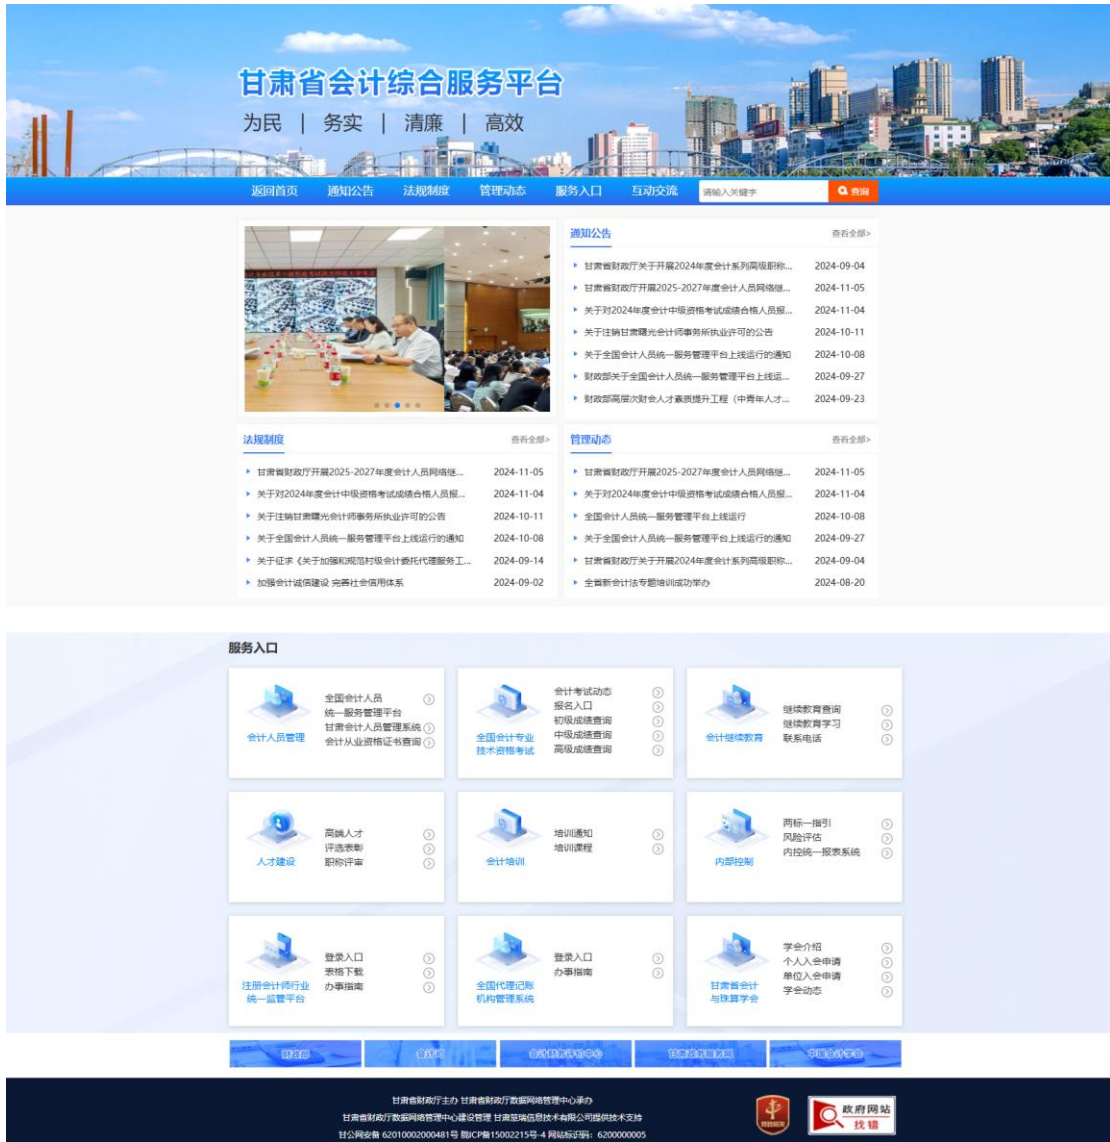 甘肃省会计综合服务平台
为民 | 务实 | 清廉 | 高效
返回首页 通知公告 法规制度 管理动态 服务入口 互动交流 请输入关键字 查询
通知公告 查看全部>
甘肃省财政厅关于开展2024年度会计系列高级职称... 2024-09-04
甘肃省财政厅开展2025-2027年度会计人员网络继... 2024-11-05
关于对2024年度会计中级资格考试成绩合格人员报... 2024-11-04
关于注销甘肃曙光会计师事务所执业许可的公告 2024-10-11
关于全国会计人员统一服务管理平台上线运行的通知 2024-10-08
财政部关于全国会计人员统一服务管理平台上线运... 2024-09-27
财政部高层次财会人才素质提升工程（中青年人才... 2024-09-23
法规制度 查看全部>
甘肃省财政厅开展2025-2027年度会计人员网络继... 2024-11-05
关于对2024年度会计中级资格考试成绩合格人员报... 2024-11-04
关于注销甘肃曙光会计师事务所执业许可的公告 2024-10-11
关于全国会计人员统一服务管理平台上线运行的通知 2024-10-08
关于征求《关于加强和规范村级会计委托代理服务工... 2024-09-14
加强会计诚信建设 完善社会信用体系 2024-09-02
管理动态 查看全部>
甘肃省财政厅开展2025-2027年度会计人员网络继... 2024-11-05
关于对2024年度会计中级资格考试成绩合格人员报... 2024-11-04
全国会计人员统一服务管理平台上线运行 2024-10-08
关于全国会计人员统一服务管理平台上线运行的通知 2024-09-27
甘肃省财政厅关于开展2024年度会计系列高级职称... 2024-09-04
全省新会计法专题培训成功举办 2024-08-20
服务入口
会计人员管理
全国会计人员
统一服务管理平台
甘肃会计人员管理系统
会计从业资格证书查询
全国会计专业
技术资格考试
会计考试动态
报名入口
初级成绩查询
中级成绩查询
高级成绩查询
会计继续教育
继续教育查询
继续教育学习
联系电话
人才建设
高端人才
评选表彰
职称评审
会计培训
培训通知
培训课程
内部控制
两标一指引
风险评估
内控统一报表系统
注册会计师行业
统一监管平台
登录入口
表格下载
办事指南
全国代理记账
机构管理系统
登录入口
办事指南
甘肃省会计
与珠算学会
学会介绍
个人入会申请
单位入会申请
学会动态
财政部 会计司 会计财务评价中心 甘肃政务服务网 中国会计学会
甘肃省财政厅主办 甘肃省财政厅数据网络管理中心承办
甘肃省财政厅数据网络管理中心建设管理 甘肃慧瑞信息技术有限公司提供技术支持
甘公网安备 62010002000481号 陇ICP备15002215号-4 网站标识码：6200000005
党政机关
政府网站
找错